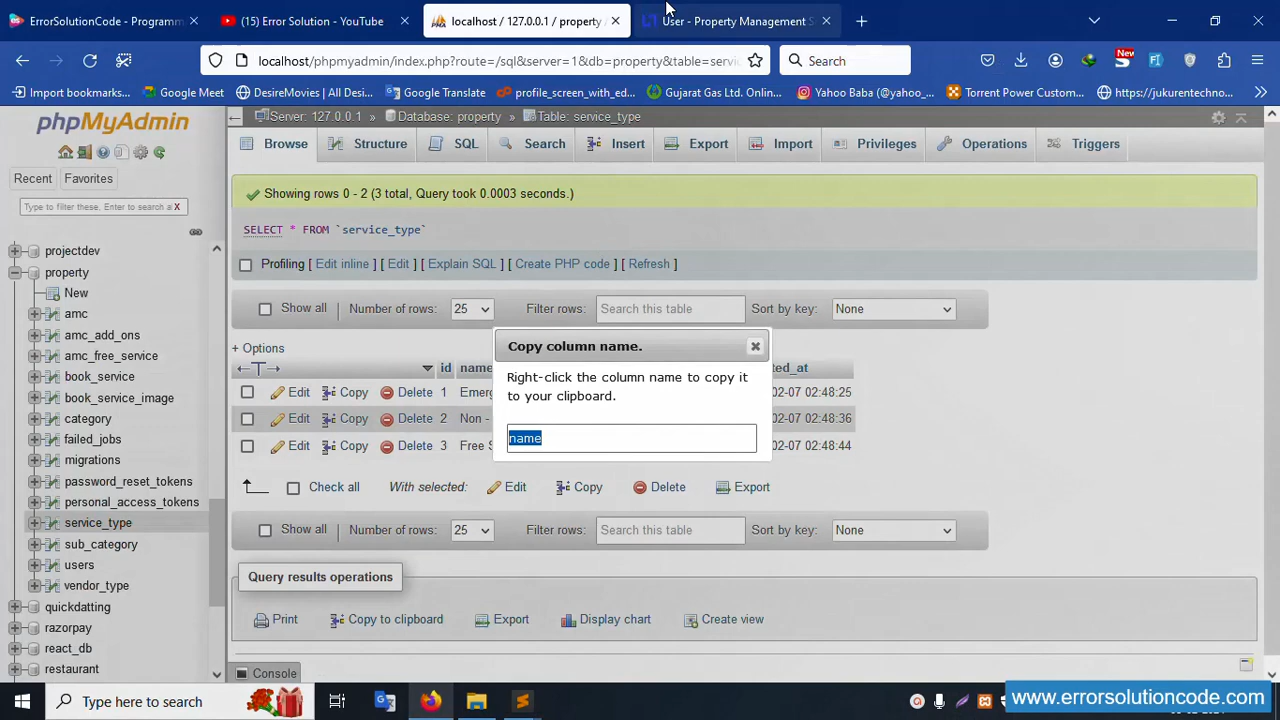 ErrorSolutionCode - Programm
(15) Error Solution - YouTube
localhost / 127.0.0.1 / property
User - Property Management S
localhost/phpmyadmin/index.php?route=/sql&server=1&db=property&table=servi
Search
New
Import bookmarks...
Google Meet
DesireMovies | All Desi...
Google Translate
profile_screen_with_ed...
Gujarat Gas Ltd. Onlin...
Yahoo Baba (@yahoo_...
Torrent Power Custom...
https://jukurentechno...
phpMyAdmin
Recent
Favorites
Type to filter these, Enter to search a
X
projectdev
property
New
amc
amc_add_ons
amc_free_service
book_service
book_service_image
category
failed_jobs
migrations
password_reset_tokens
personal_access_tokens
service_type
sub_category
users
vendor_type
quickdatting
razorpay
react_db
restaurant
Server: 127.0.0.1 » Database: property » Table: service_type
Browse
Structure
SQL
Search
Insert
Export
Import
Privileges
Operations
Triggers
Showing rows 0 - 2 (3 total, Query took 0.0003 seconds.)
SELECT * FROM `service_type`
Profiling [ Edit inline ] [ Edit ] [ Explain SQL ] [ Create PHP code ] [ Refresh ]
Show all
Number of rows: 25
Filter rows: Search this table
Sort by key: None
+ Options
←T→
id name
ted_at
Edit Copy Delete 1 Emerg
02-07 02:48:25
Edit Copy Delete 2 Non -
02-07 02:48:36
Edit Copy Delete 3 Free S
02-07 02:48:44
Copy column name.
Right-click the column name to copy it
to your clipboard.
name
Check all
With selected:
Edit
Copy
Delete
Export
Show all
Number of rows: 25
Filter rows: Search this table
Sort by key: None
Query results operations
Print
Copy to clipboard
Export
Display chart
Create view
Console
Type here to search
www.errorsolutioncode.com